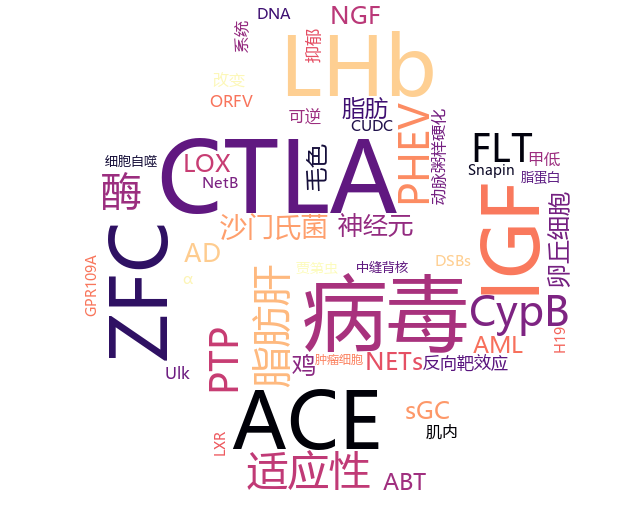 DNA
NGF
系统
抑郁
LHb
改变
ORFV
脂肪
可逆
CUDC
PHEV
动脉粥样硬化
CTLA
毛色
FLT
细胞自噬
LOX
NetB
酶
Snapin
甲低
脂蛋白
IGF
卵丘细胞
沙门氏菌
神经元
ZFC
AD
α
GPR109A
中缝背核
DSBs
脂肪肝
病毒
CypB
PTP
H19
AML
鸡
肿瘤细胞
NETs
反向靶效应
Ulk
ACE
sGC
肌内
LXR
适应性
ABT